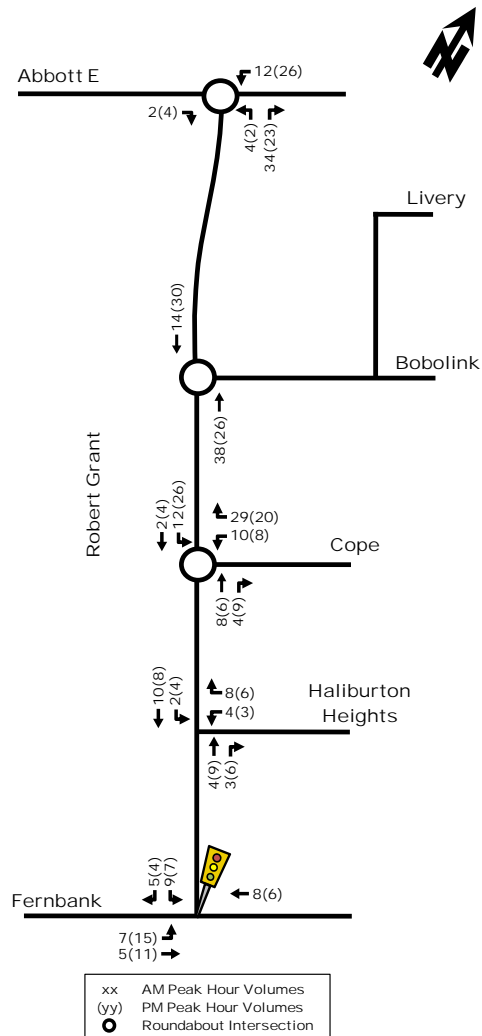 N
Abbott E
12(26)
2(4)
4(2)
34(23)
Livery
14(30)
Bobolink
38(26)
Robert Grant
2(4)
12(26)
29(20)
10(8)
Cope
8(6)
4(9)
10(8)
2(4)
8(6)
4(3)
Haliburton
Heights
4(9)
3(6)
5(4)
9(7)
8(6)
Fernbank
7(15)
5(11)
xx AM Peak Hour Volumes
(yy) PM Peak Hour Volumes
Roundabout Intersection